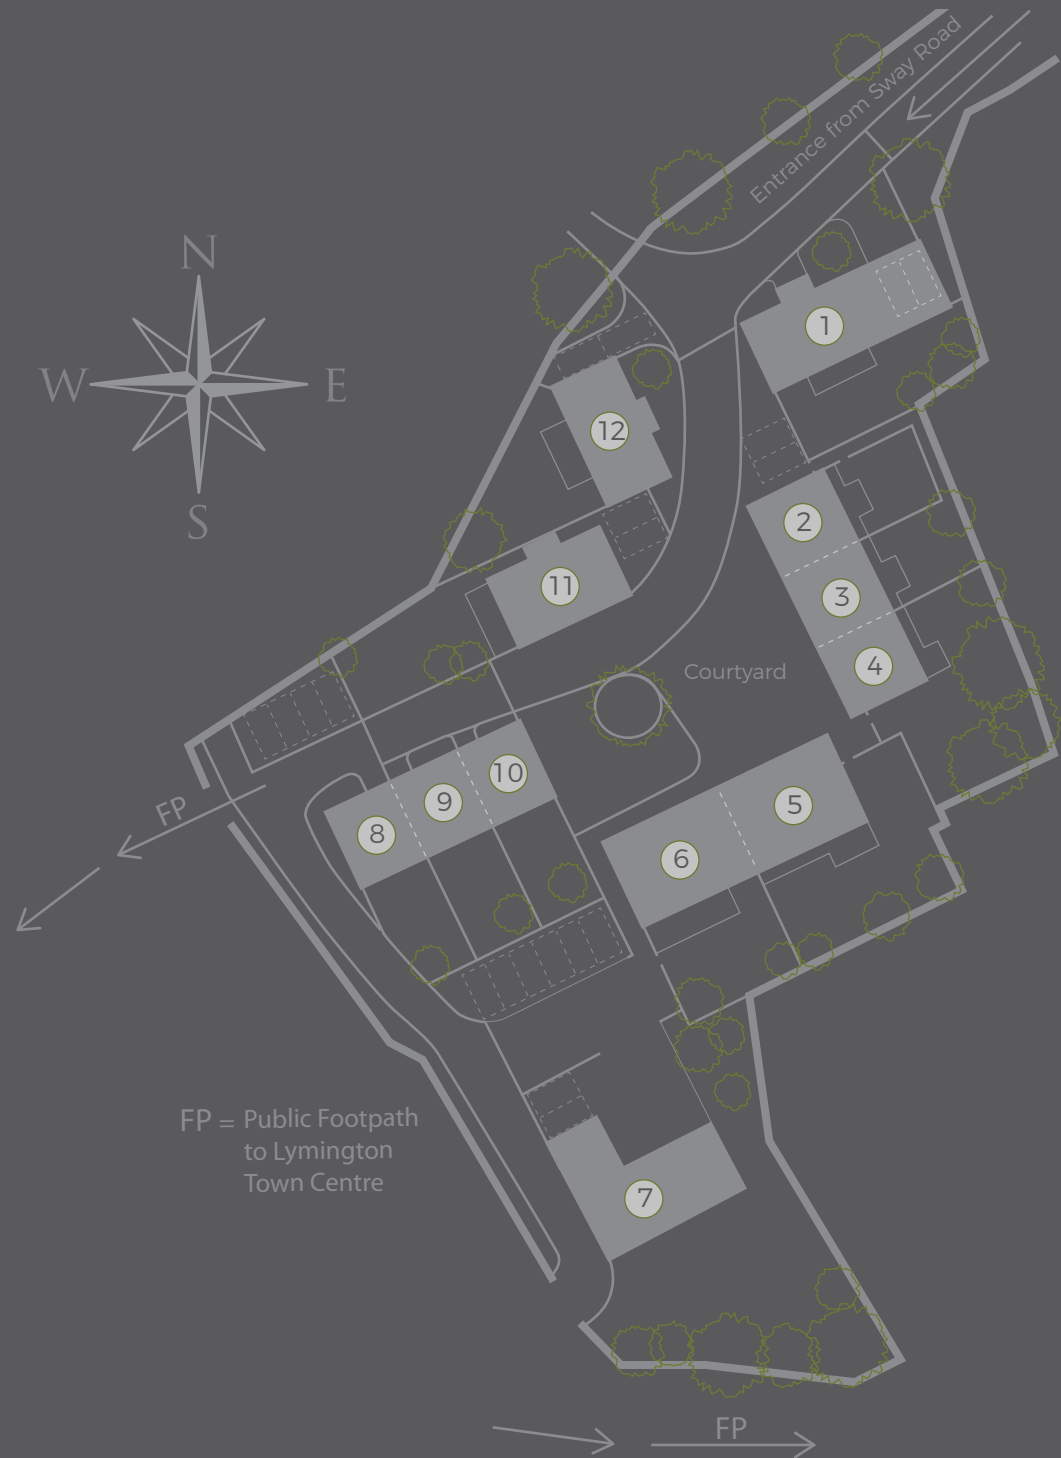 Entrance from Sway Road
N
W
E
S
1
12
2
11
3
4
Courtyard
10
9
5
8
6
FP
FP = Public Footpath
to Lymington
Town Centre
7
FP